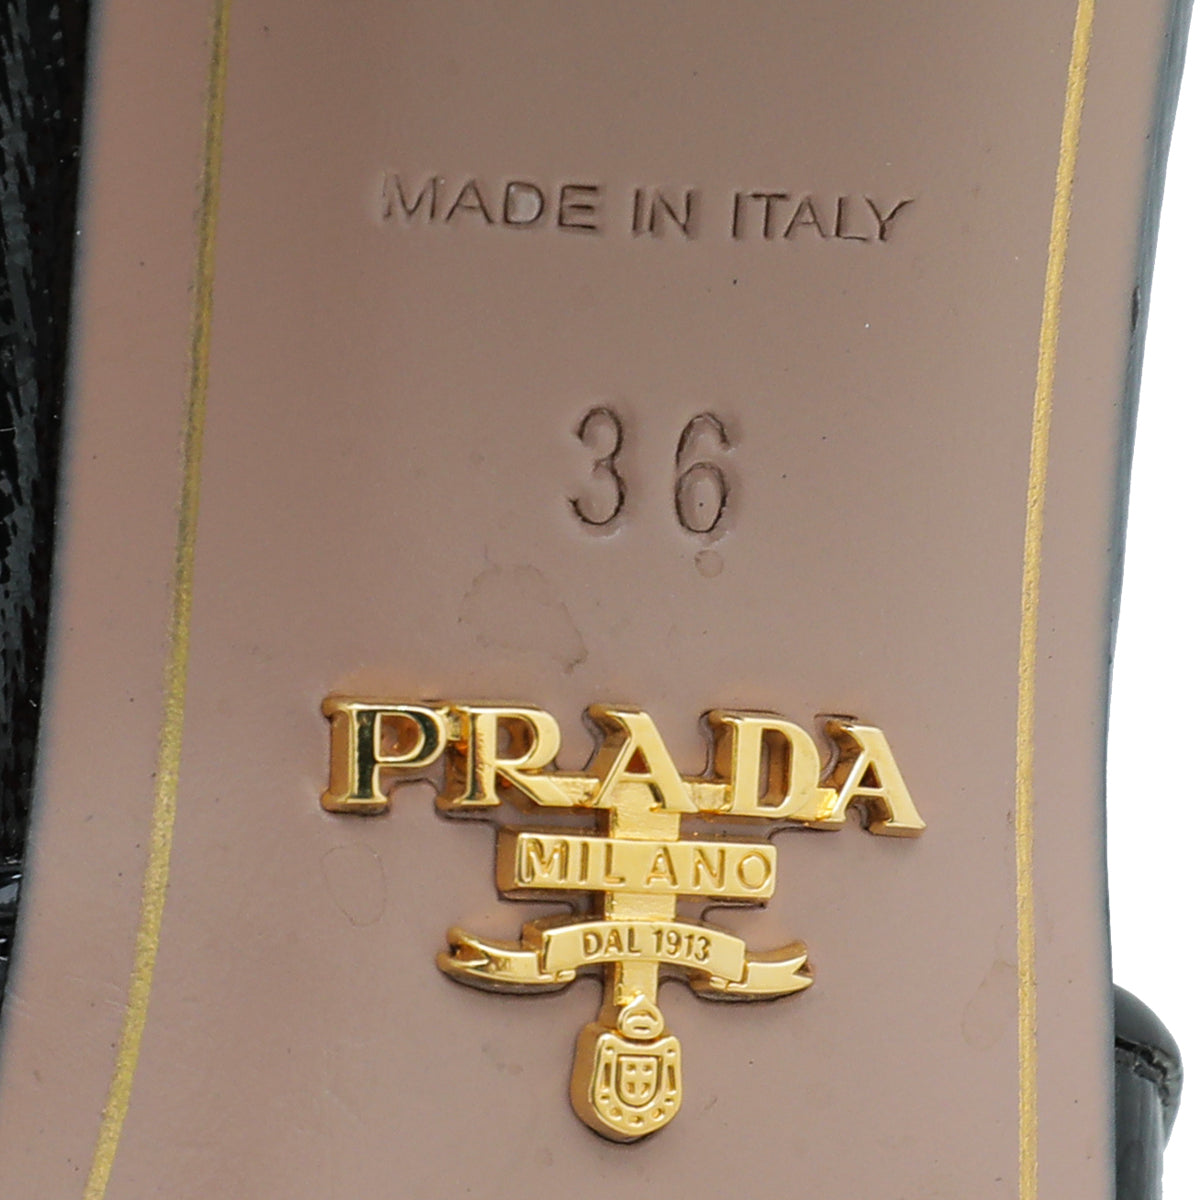 MADE IN ITALY
36
PRADA
MILANO
DAL 1913